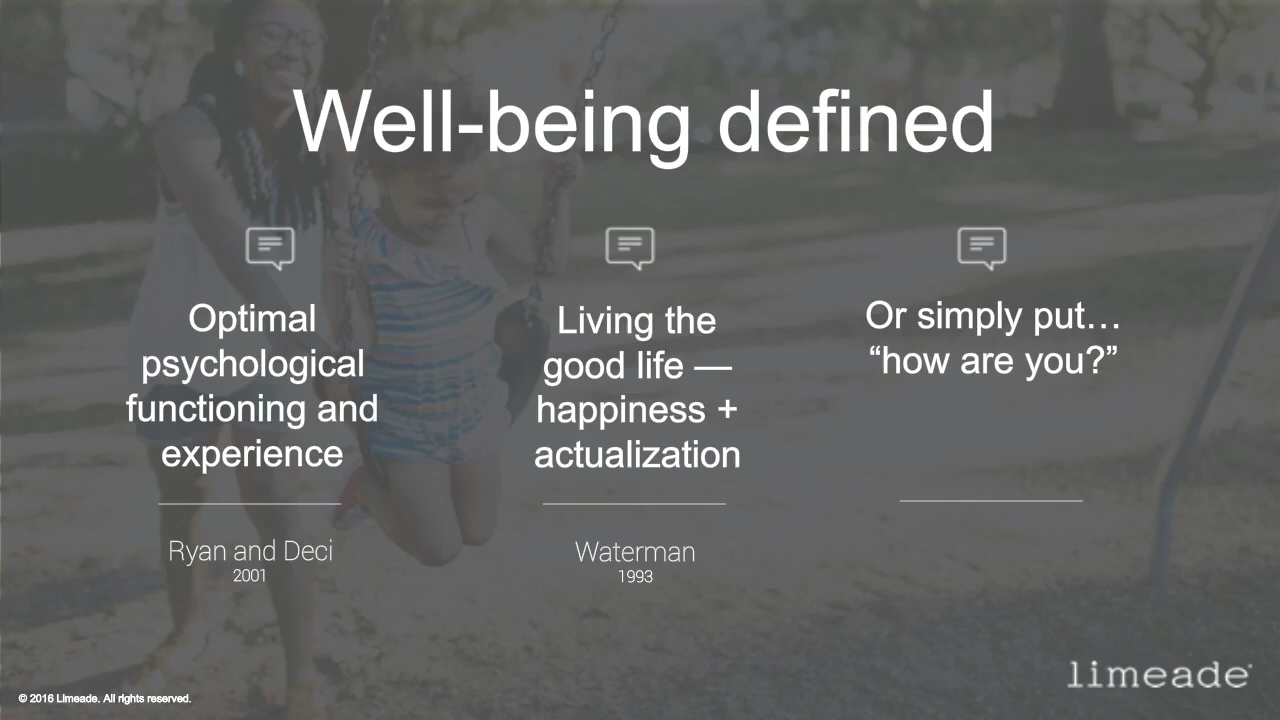 Well-being defined
Optimal
psychological
functioning and
experience
Ryan and Deci
2001
Living the
good life —
happiness +
actualization
Waterman
1993
Or simply put…
“how are you?”
limeade
© 2016 Limeade. All rights reserved.